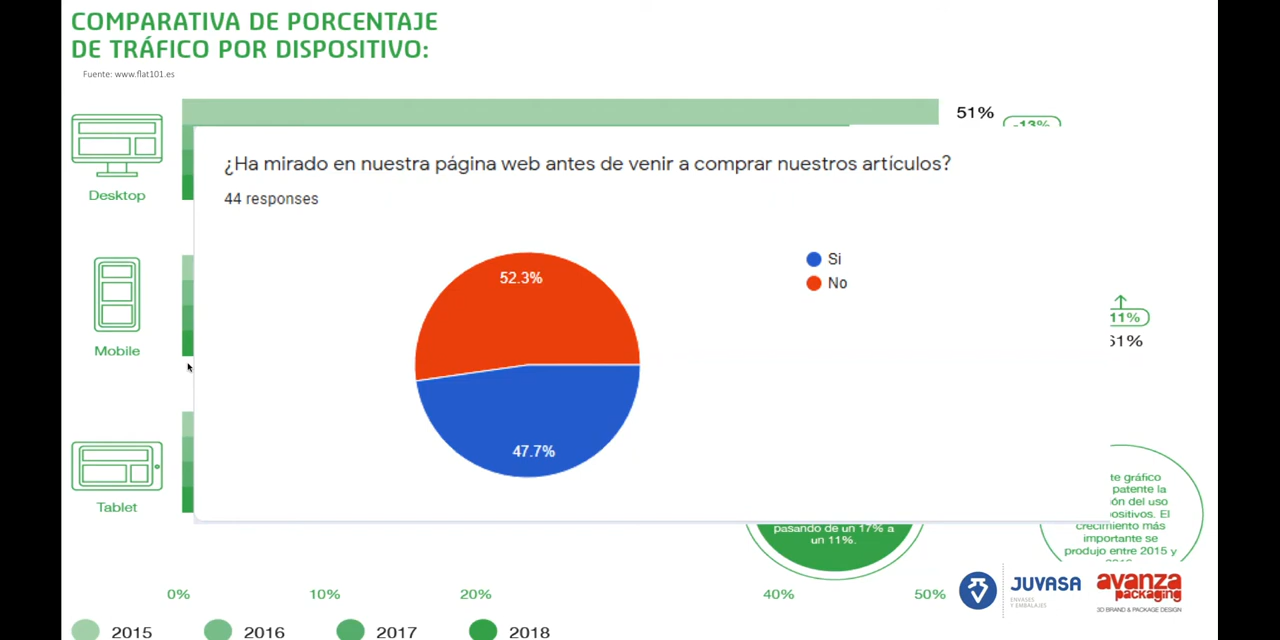 COMPARATIVA DE PORCENTAJE
DE TRÁFICO POR DISPOSITIVO:
Fuente: www.flat101.es
51%
-13%
Desktop
¿Ha mirado en nuestra página web antes de venir a comprar nuestros artículos?
44 responses
52.3%
47.7%
Si
No
Mobile
11%
61%
Tablet
pasando de un 17% a
un 11%.
gráfico
patente la
del uso
El
crecimiento más
importante se
produjo entre 2015 y
0%
10%
20%
40%
50%
JUVASA
ENVASES
Y EMBALAJES
avanza
packaging
3D BRAND & PACKAGE DESIGN
2015
2016
2017
2018